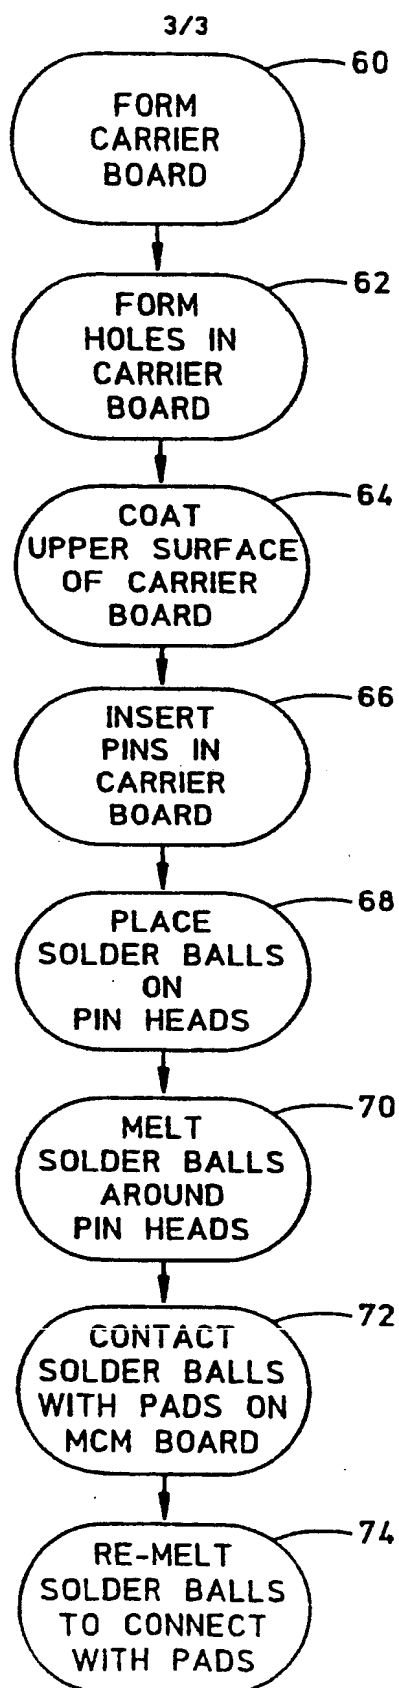 3/3
60
FORM
CARRIER
BOARD
62
FORM
HOLES IN
CARRIER
BOARD
64
COAT
UPPER SURFACE
OF CARRIER
BOARD
66
INSERT
PINS IN
CARRIER
BOARD
68
PLACE
SOLDER BALLS
ON
PIN HEADS
70
MELT
SOLDER BALLS
AROUND
PIN HEADS
72
CONTACT
SOLDER BALLS
WITH PADS ON
MCM BOARD
74
RE-MELT
SOLDER BALLS
TO CONNECT
WITH PADS